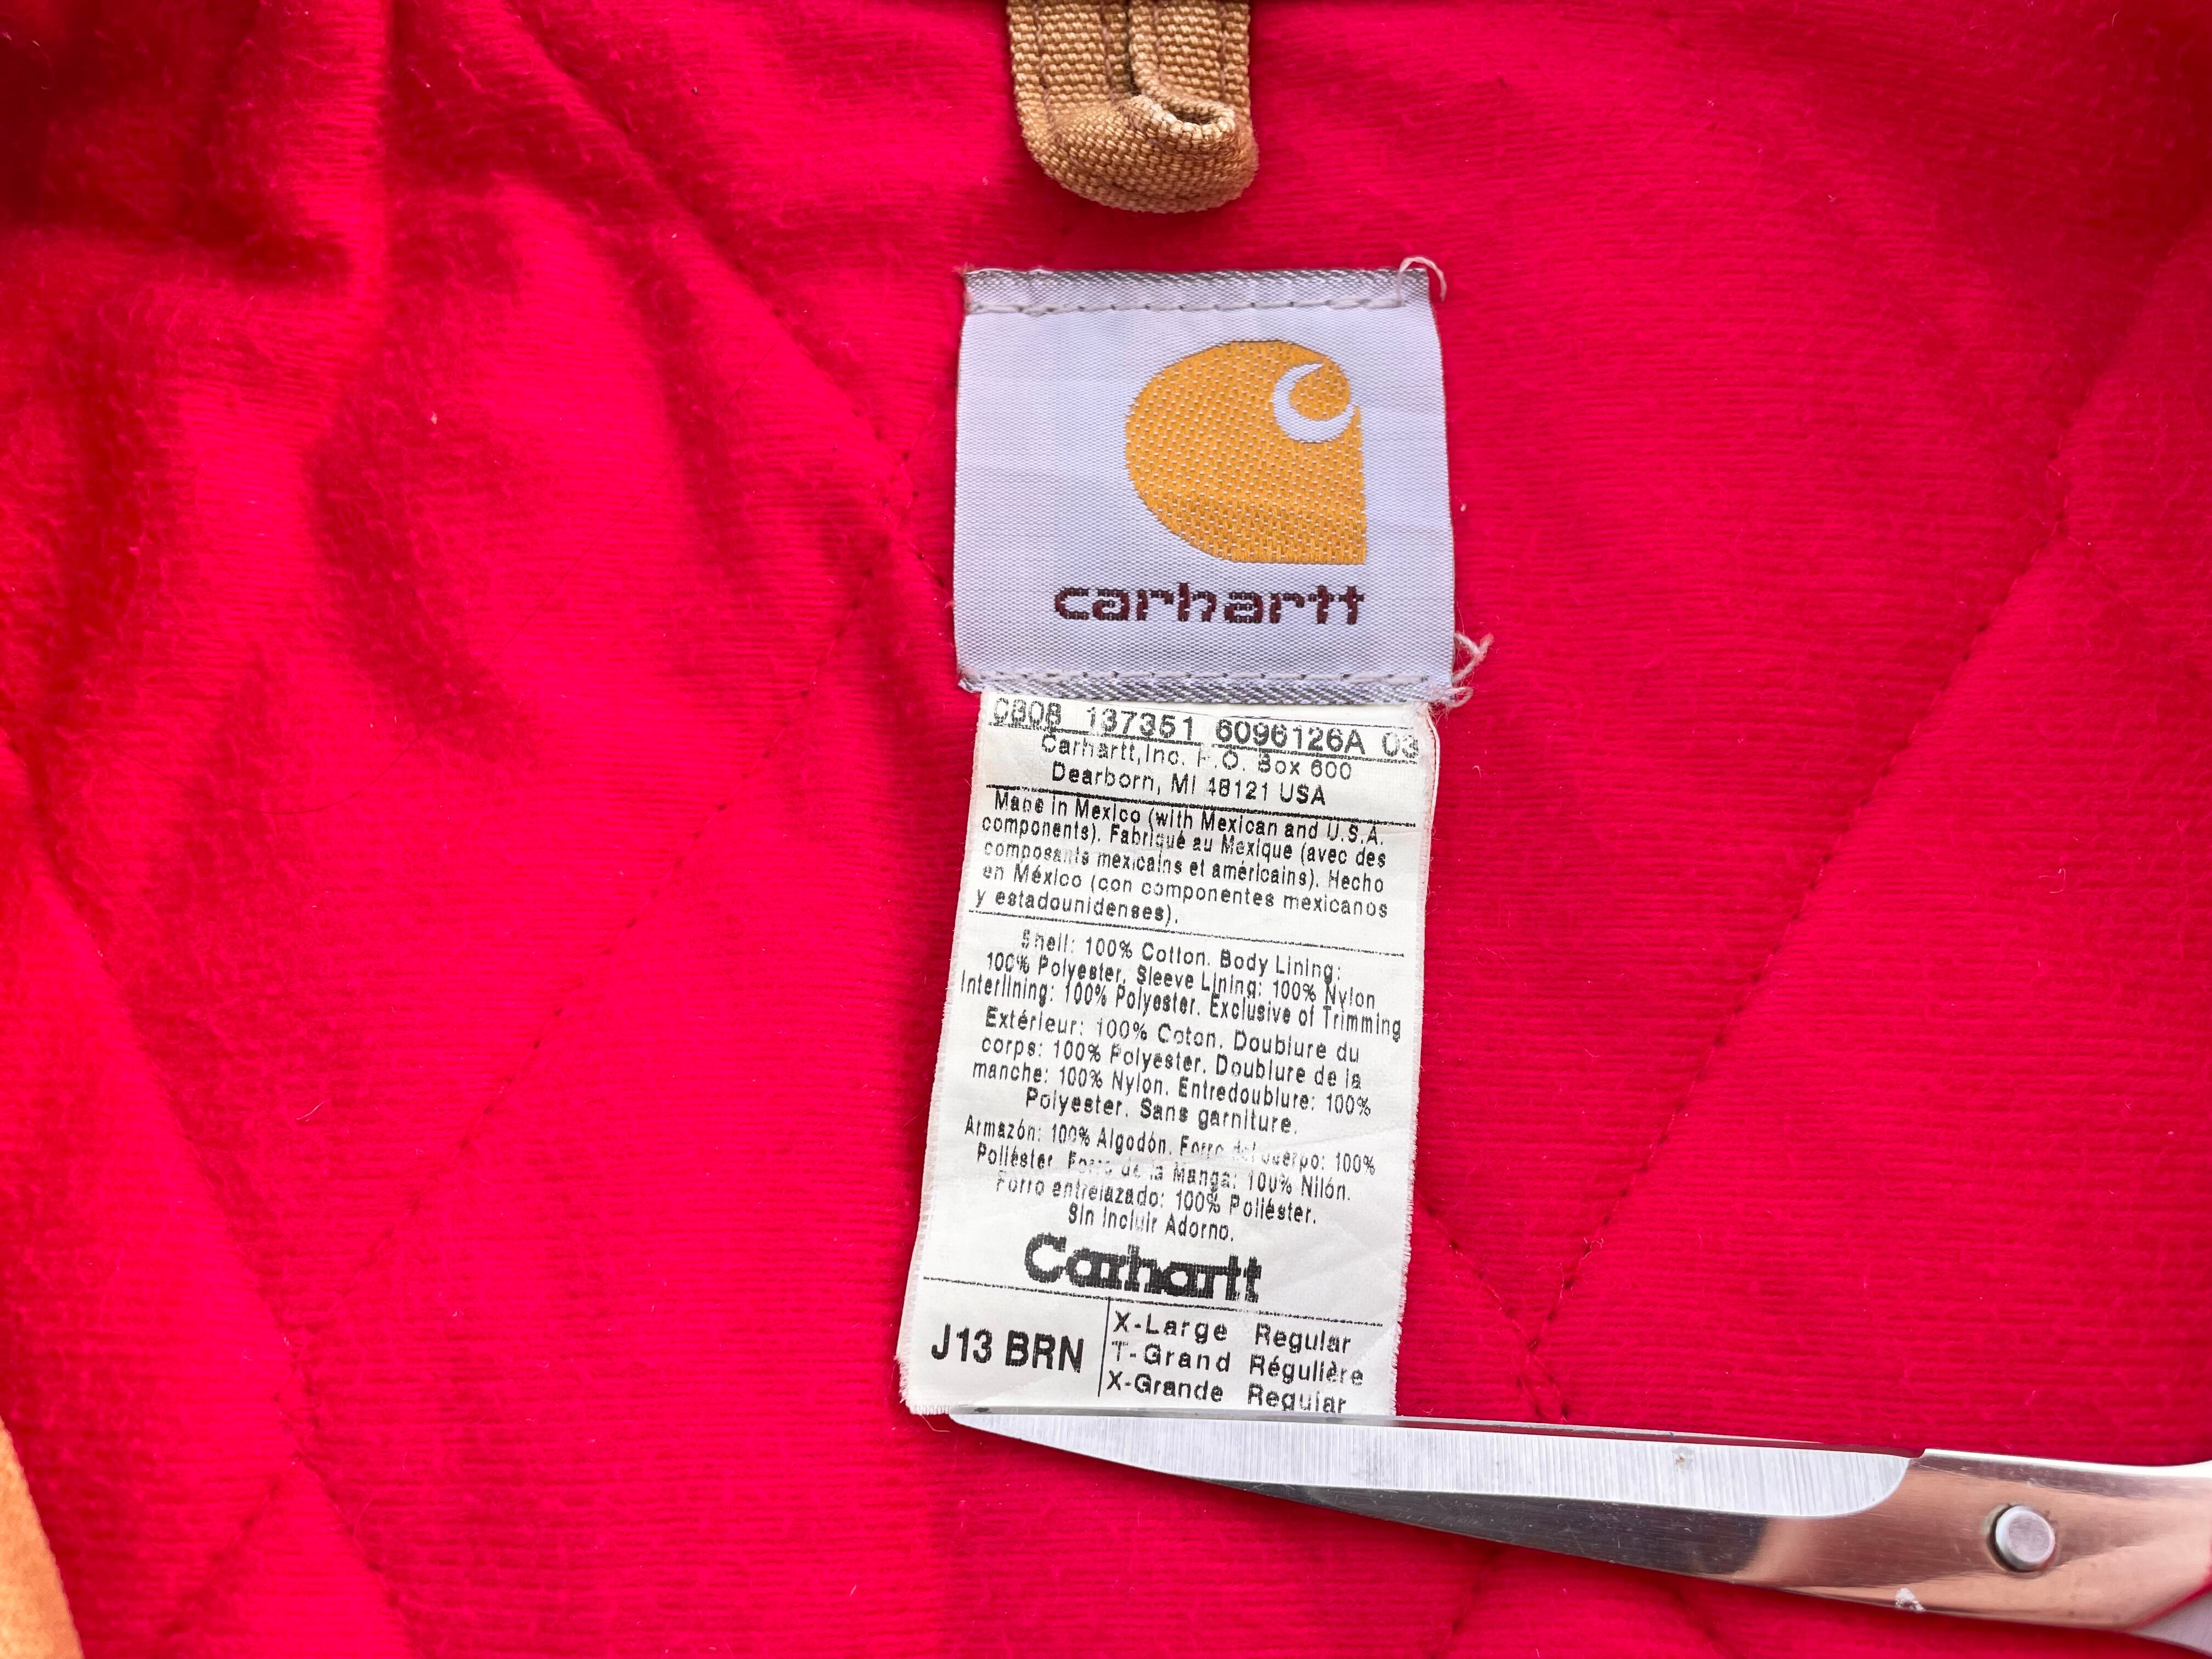 carhartt
CB08 137351 6096126A 03
Carhartt,Inc. P.O. Box 600
Dearborn, MI 48121 USA
Made in Mexico (with Mexican and U.S.A.
components). Fabriqué au Mexique (avec des
composants mexicains et américains). Hecho
en México (con componentes mexicanos
y estadounidenses).
Shell: 100% Cotton. Body Lining:
100% Polyester. Sleeve Lining: 100% Nylon
Interlining: 100% Polyester. Exclusive of Trimming
Extérieur: 100% Coton. Doublure du
corps: 100% Polyester. Doublure de la
manche: 100% Nylon. Entredoublure: 100%
Polyester. Sans garniture.
Armazón: 100% Algodón. Forro del cuerpo: 100%
Poliéster. Forro de la Manga: 100% Nilón.
Forro entrelazado: 100% Poliéster.
Sin Incluir Adorno.
Carhartt
J13 BRN
X-Large Regular
T-Grand Régulière
X-Grande Regular